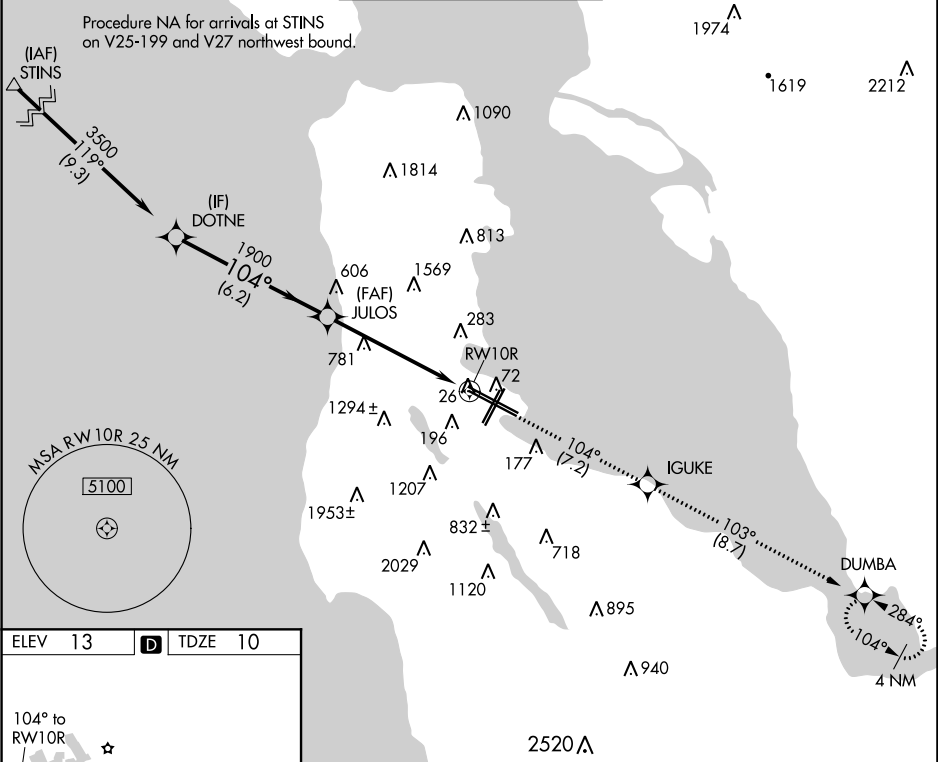 Procedure NA for arrivals at STINS
on V25-199 and V27 northwest bound.
1974
(IAF)
STINS
1619
2212
1090
3500
119°
(9.3)
1814
(IF)
DOTNE
813
1900
104°
(6.2)
606
1569
(FAF)
JULOS
283
781
RW10R
72
26
1294 ±
196
MSA RW10R 25 NM
5100
177
104°
(7.2)
IGUKE
1207
1953±
832 ±
103°
(8.7)
718
2029
1120
DUMBA
284°
895
104°
4 NM
ELEV 13 D TDZE 10
940
104° to
RW10R
2520